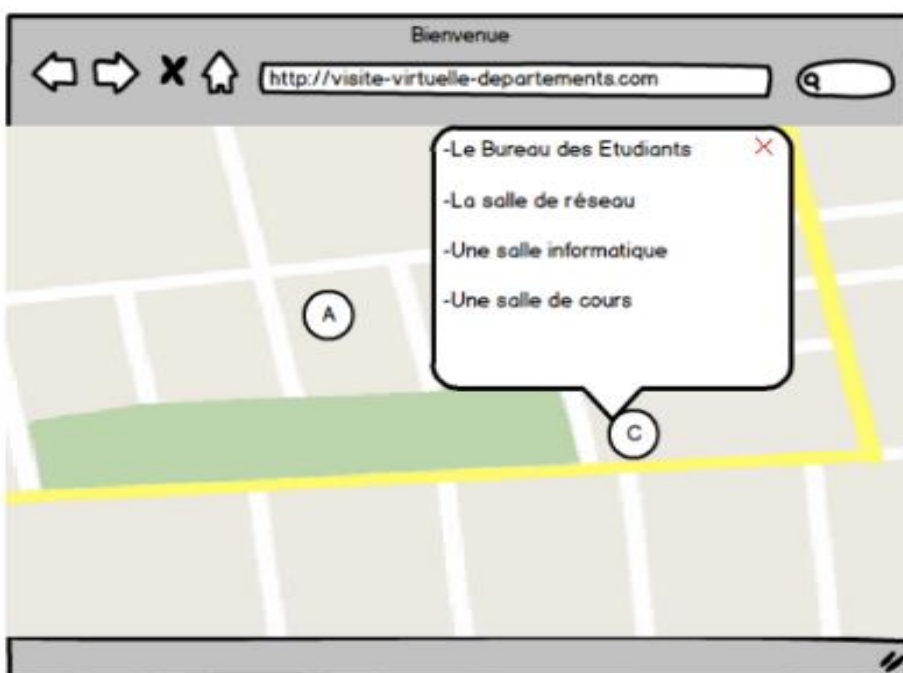 Bienvenue
http://visite-virtuelle-departements.com
-Le Bureau des Etudiants
-La salle de réseau
-Une salle informatique
-Une salle de cours
A
C